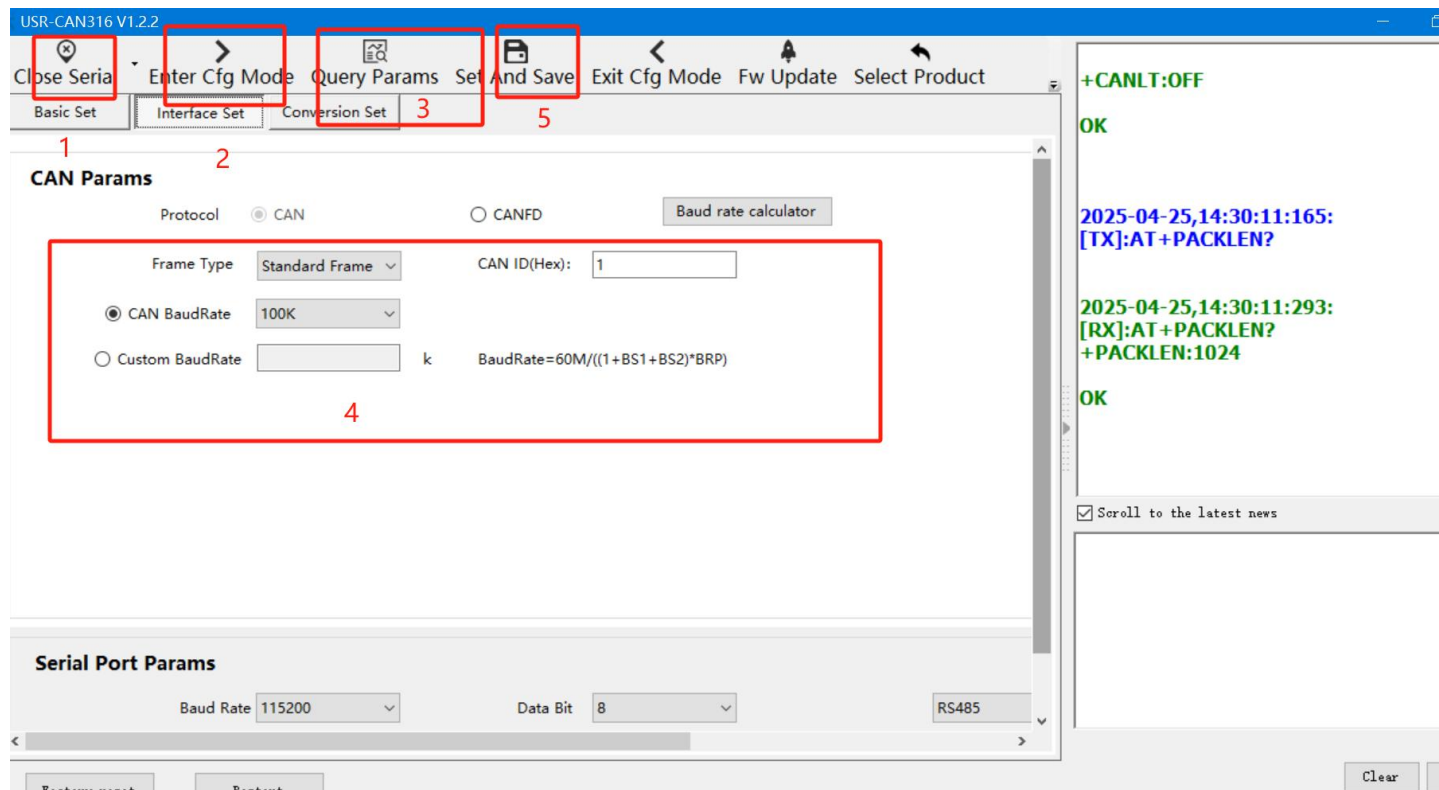 USR-CAN316 V1.2.2
Close Seria Enter Cfg Mode Query Params Set And Save Exit Cfg Mode Fw Update Select Product
Basic Set Interface Set Conversion Set 3 5
1 2
CAN Params
Protocol CAN CANFD Baud rate calculator
Frame Type Standard Frame CAN ID(Hex): 1
CAN BaudRate 100K
Custom BaudRate k BaudRate=60M/((1+BS1+BS2)*BRP)
4
Serial Port Params
Baud Rate 115200 Data Bit 8 RS485
+CANLT:OFF
OK
2025-04-25,14:30:11:165:
[TX]:AT+PACKLEN?
2025-04-25,14:30:11:293:
[RX]:AT+PACKLEN?
+PACKLEN:1024
OK
Scroll to the latest news
Clear